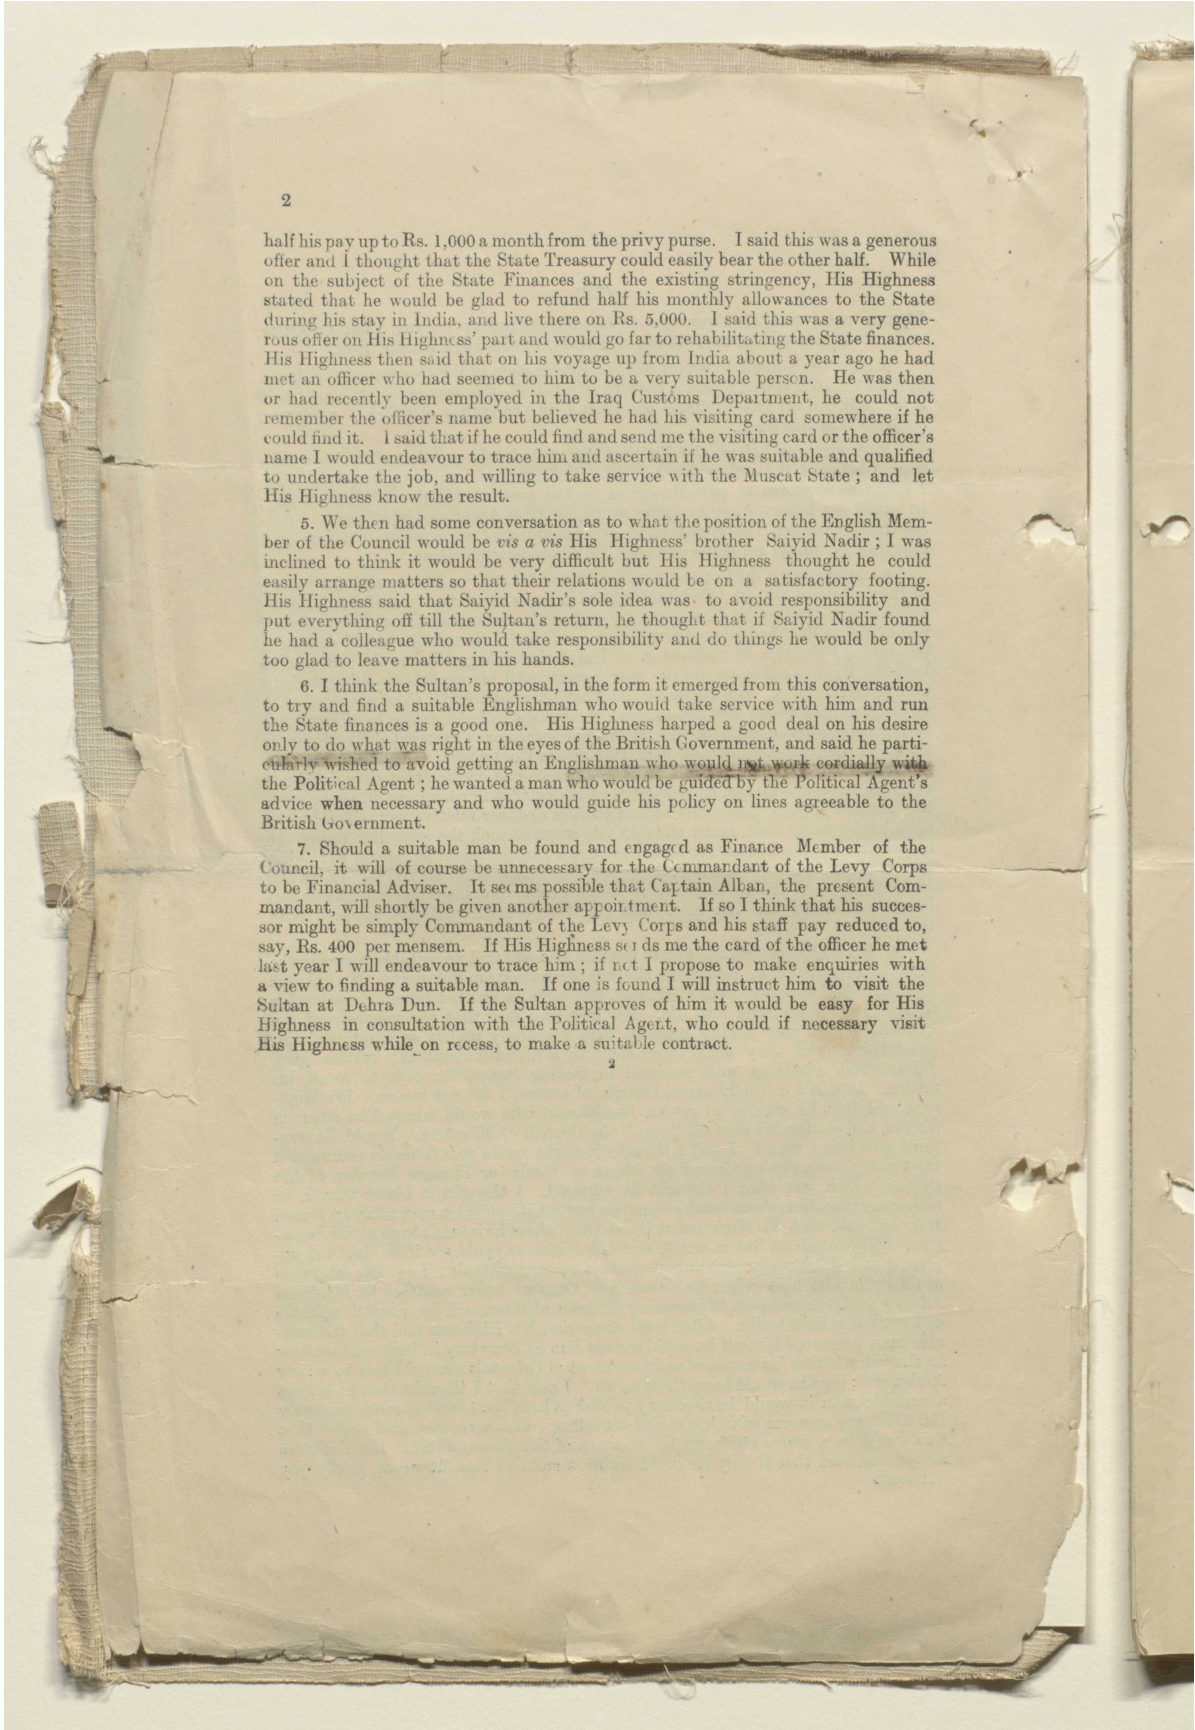 2
half his pay up to Rs. 1,000 a month from the privy purse. I said this was a generous
offer and I thought that the State Treasury could easily bear the other half. While
on the subject of the State Finances and the existing stringency, His Highness
stated that he would be glad to refund half his monthly allowances to the State
during his stay in India, and live there on Rs. 5,000. I said this was a very gene-
rous offer on His Highness' part and would go far to rehabilitating the State finances.
His Highness then said that on his voyage up from India about a year ago he had
met an officer who had seemed to him to be a very suitable person. He was then
or had recently been employed in the Iraq Customs Department, he could not
remember the officer's name but believed he had his visiting card somewhere if he
could find it. I said that if he could find and send me the visiting card or the officer's
name I would endeavour to trace him and ascertain if he was suitable and qualified
to undertake the job, and willing to take service with the Muscat State ; and let
His Highness know the result.
5. We then had some conversation as to what the position of the English Mem-
ber of the Council would be vis a vis His Highness' brother Saiyid Nadir ; I was
inclined to think it would be very difficult but His Highness thought he could
easily arrange matters so that their relations would be on a satisfactory footing.
His Highness said that Saiyid Nadir's sole idea was to avoid responsibility and
put everything off till the Sultan's return, he thought that if Saiyid Nadir found
he had a colleague who would take responsibility and do things he would be only
too glad to leave matters in his hands.
6. I think the Sultan's proposal, in the form it emerged from this conversation,
to try and find a suitable Englishman who would take service with him and run
the State finances is a good one. His Highness harped a good deal on his desire
only to do what was right in the eyes of the British Government, and said he parti-
cularly wished to avoid getting an Englishman who would not work cordially with
the Political Agent ; he wanted a man who would be guided by the Political Agent's
advice when necessary and who would guide his policy on lines agreeable to the
British Government.
7. Should a suitable man be found and engaged as Finance Member of the
Council, it will of course be unnecessary for the Commandant of the Levy Corps
to be Financial Adviser. It seems possible that Captain Alban, the present Com-
mandant, will shortly be given another appointment. If so I think that his succes-
sor might be simply Commandant of the Levy Corps and his staff pay reduced to,
say, Rs. 400 per mensem. If His Highness sends me the card of the officer he met
last year I will endeavour to trace him ; if not I propose to make enquiries with
a view to finding a suitable man. If one is found I will instruct him to visit the
Sultan at Dehra Dun. If the Sultan approves of him it would be easy for His
Highness in consultation with the Political Agent, who could if necessary visit
His Highness while on recess, to make a suitable contract.
2